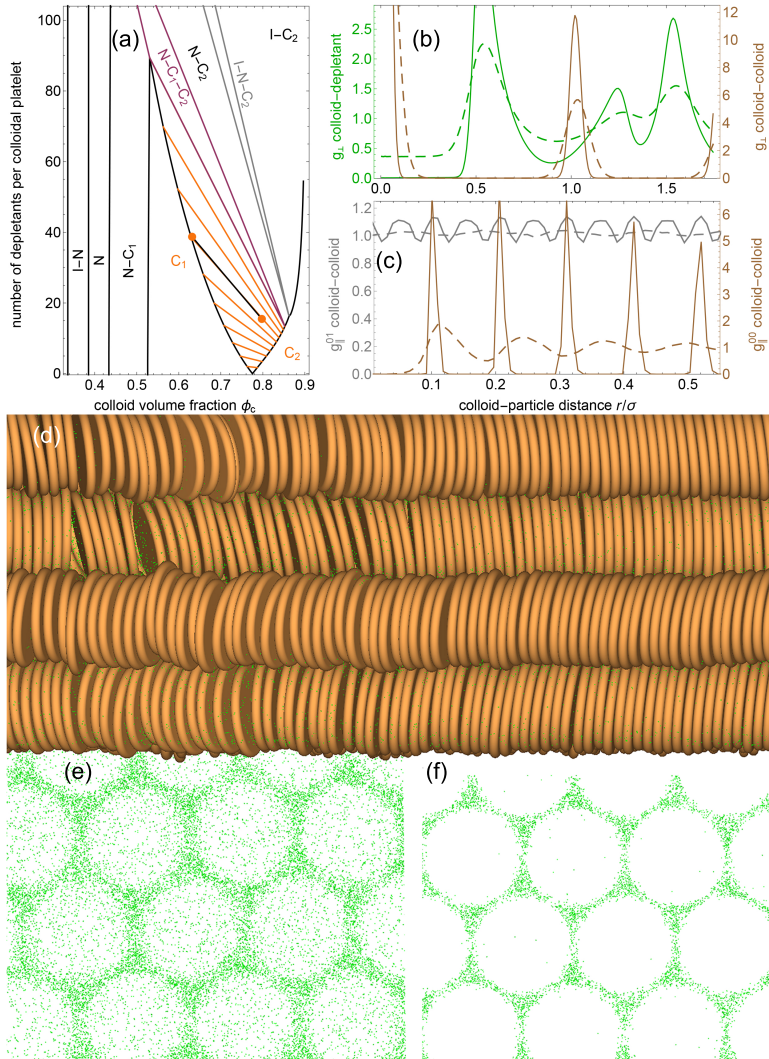 (a)
I−N
N
N−C₁
N−C₁−C₂
N−C₂
I−N−C₂
I−C₂
C₁
C₂
number of depletants per colloidal platelet
0
20
40
60
80
100
0.4
0.5
0.6
0.7
0.8
0.9
colloid volume fraction ϕc
(b)
g⊥ colloid−depletant
0.0
0.5
1.0
1.5
2.0
2.5
0.0
0.5
1.0
1.5
0
2
4
6
8
10
12
g⊥ colloid−colloid
(c)
g∥⁰¹ colloid−colloid
0.0
0.2
0.4
0.6
0.8
1.0
1.2
0.1
0.2
0.3
0.4
0.5
0
1
2
3
4
5
6
g∥⁰⁰ colloid−colloid
colloid−particle distance r/σ
(d)
(e)
(f)